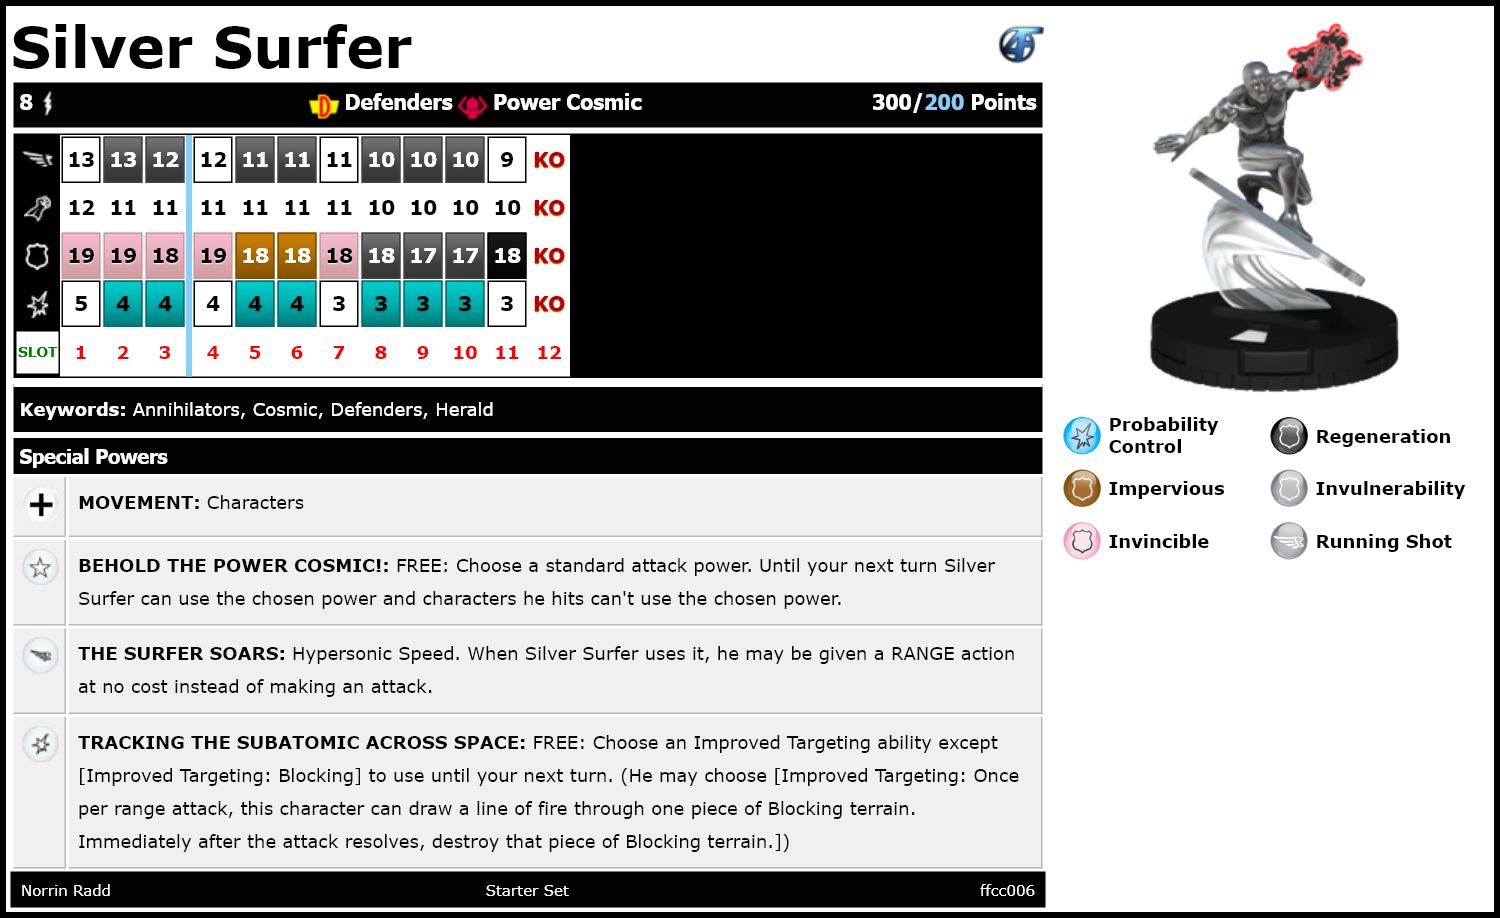 Silver Surfer
8 Defenders Power Cosmic 300/200 Points
13 13 12 12 11 11 11 10 10 10 9 KO
12 11 11 11 11 11 11 10 10 10 10 KO
19 19 18 19 18 18 18 18 17 17 18 KO
5 4 4 4 4 4 3 3 3 3 3 KO
SLOT 1 2 3 4 5 6 7 8 9 10 11 12
Keywords: Annihilators, Cosmic, Defenders, Herald
Special Powers
MOVEMENT: Characters
BEHOLD THE POWER COSMIC!: FREE: Choose a standard attack power. Until your next turn Silver
Surfer can use the chosen power and characters he hits can't use the chosen power.
THE SURFER SOARS: Hypersonic Speed. When Silver Surfer uses it, he may be given a RANGE action
at no cost instead of making an attack.
TRACKING THE SUBATOMIC ACROSS SPACE: FREE: Choose an Improved Targeting ability except
[Improved Targeting: Blocking] to use until your next turn. (He may choose [Improved Targeting: Once
per range attack, this character can draw a line of fire through one piece of Blocking terrain.
Immediately after the attack resolves, destroy that piece of Blocking terrain.])
Norrin Radd Starter Set ffcc006
Probability
Control
Regeneration
Impervious
Invulnerability
Invincible
Running Shot